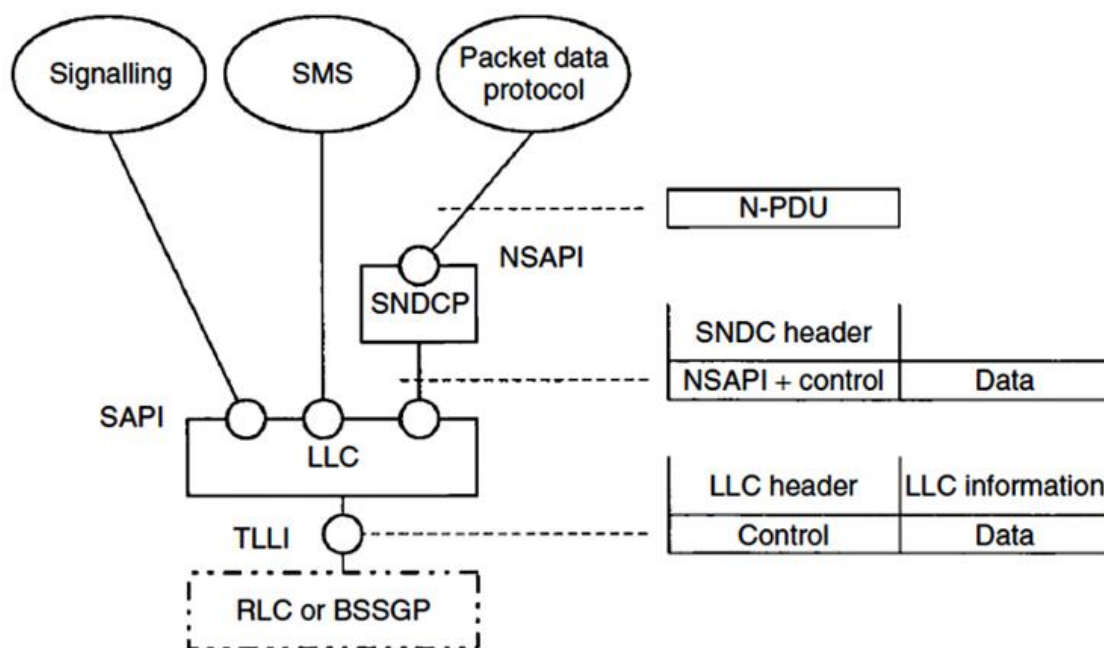 Signalling
SMS
Packet data
protocol
N-PDU
NSAPI
SNDCP
SNDC header
NSAPI + control
Data
SAPI
LLC
LLC header
LLC information
Control
Data
TLLI
RLC or BSSGP